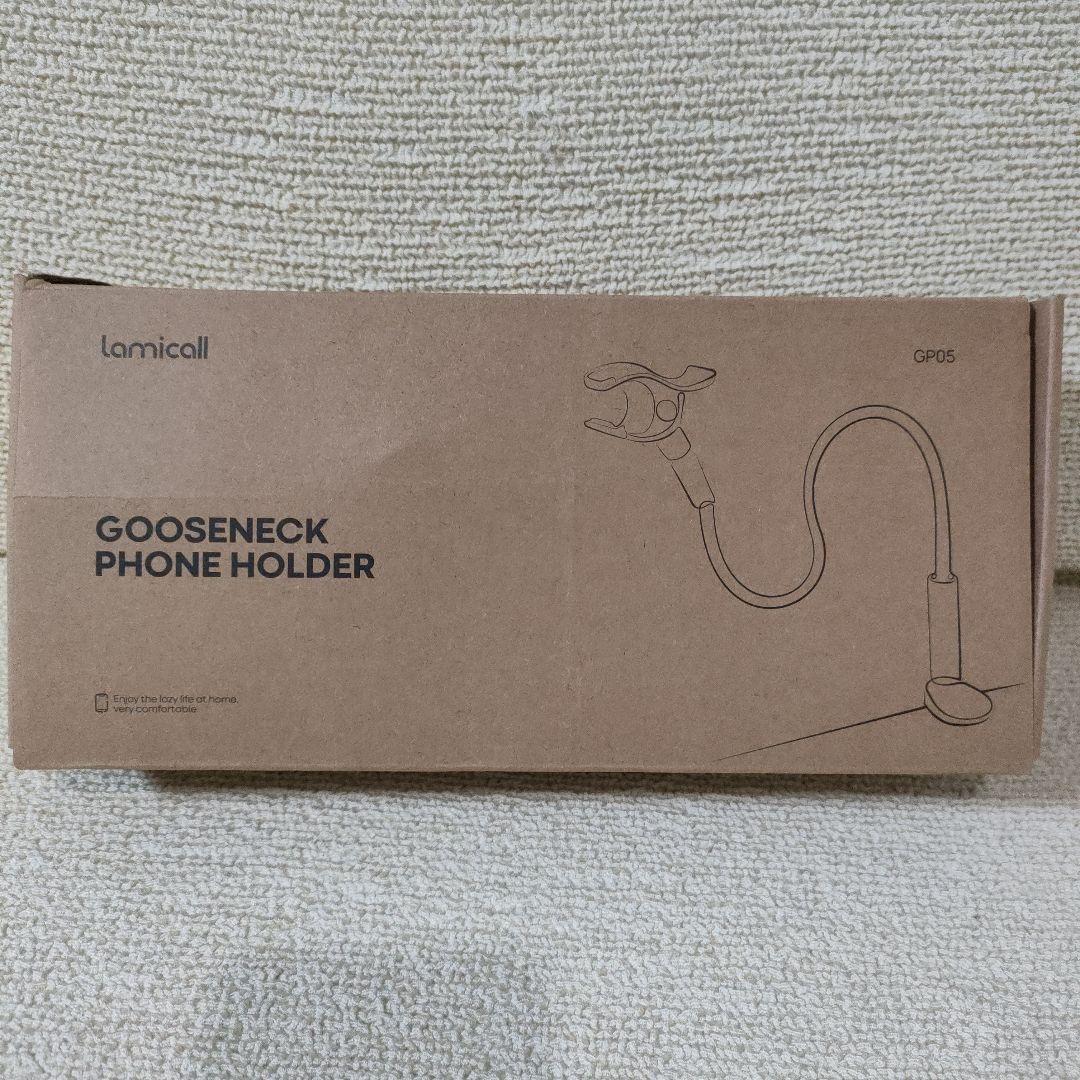 Lamicall
GP05
GOOSENECK
PHONE HOLDER
Enjoy the lazy life at home,
very comfortable